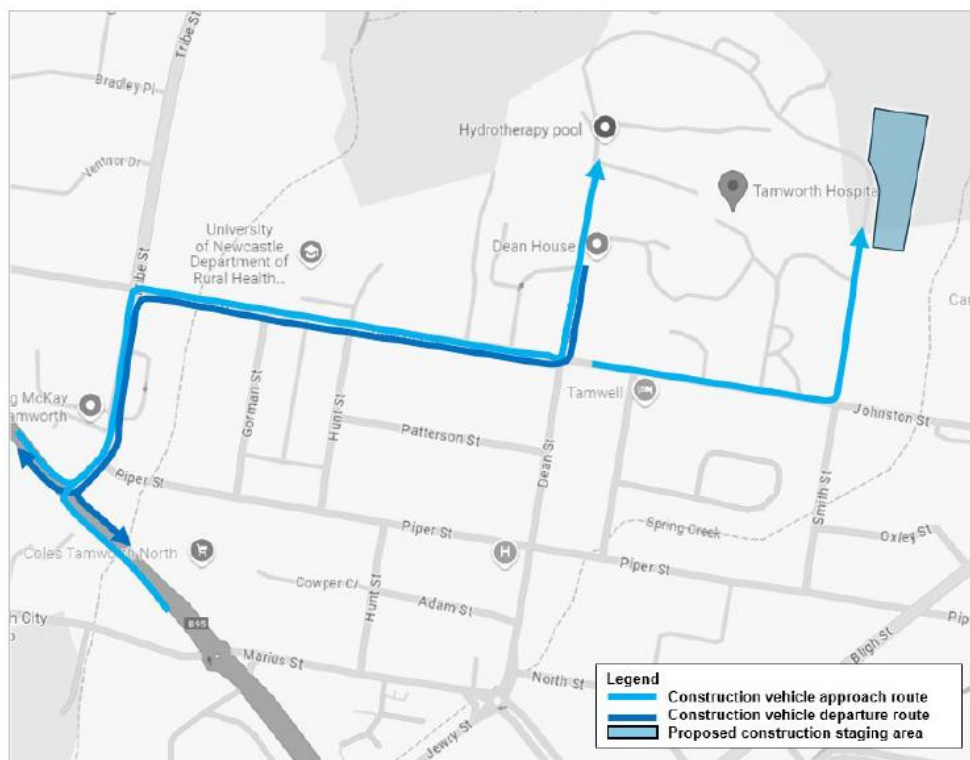 Tribe St
Bradley Pl
Ventnor Dr
Hydrotherapy pool
Tamworth Hospita
University
of Newcastle
Department of
Rural Health...
Dean House
Tribe St
Ca
g McKay
amworth
Gorman St
Hunt St
Tamwell
Johnston St
Patterson St
Dean St
Smith St
Piper St
Piper St
Spring Creek
Oxley St
Coles Tamworth North
Piper St
Cowper Cl
Hunt St
Adam St
Pip
h City
B95
Marius St
Bligh St
North St
Jewry St
Legend
Construction vehicle approach route
Construction vehicle departure route
Proposed construction staging area